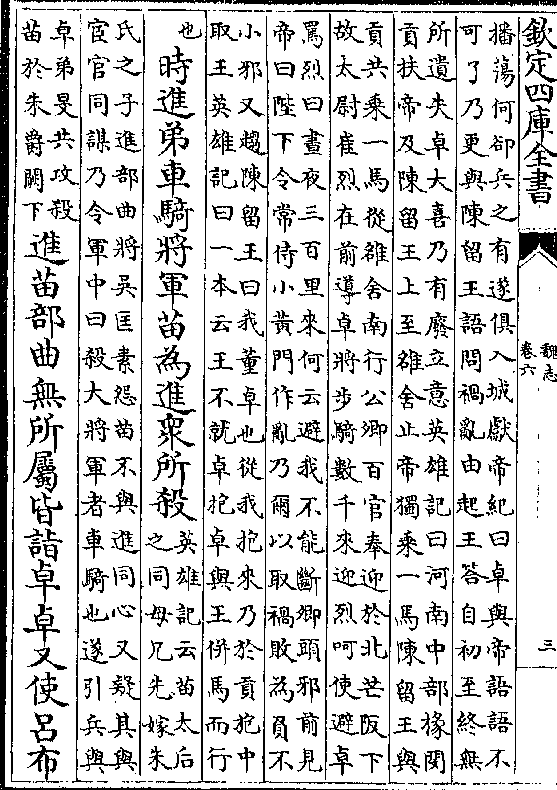 欽定四庫全書
魏志
卷六
三
播蕩何卻兵之有遂俱入城獻帝紀曰卓與帝語語不
可了乃更與陳留王語問禍亂由起王答自初至終無
所遺失卓大喜乃有廢立意英雄記曰河南中部掾閔
貢扶帝及陳留王上至雒舍止帝獨乘一馬陳留王與
貢共乘一馬從雒舍南行公卿百官奉迎於北芒阪下
故太尉崔烈在前導卓將步騎數千來迎烈呵使避卓
罵烈曰晝夜三百里來何云避我不能斷卿頭邪前見
帝曰陛下令常侍小黃門作亂乃爾以取禍敗為負不
小邪又趨陳留王曰我董卓也從我抱來乃於貢抱中
取王英雄記曰一本云王不就卓抱卓與王併馬而行
也
時進弟車騎將軍苗為進衆所殺
英雄記云苗太后
之同母兄先嫁朱
氏之子進部曲將吳匡素怨苗不與進同心又疑其與
宦官同謀乃令軍中曰殺大將軍者車騎也遂引兵與
卓弟旻共攻殺
苗於朱爵闕下
進苗部曲無所屬皆詣卓卓又使呂布